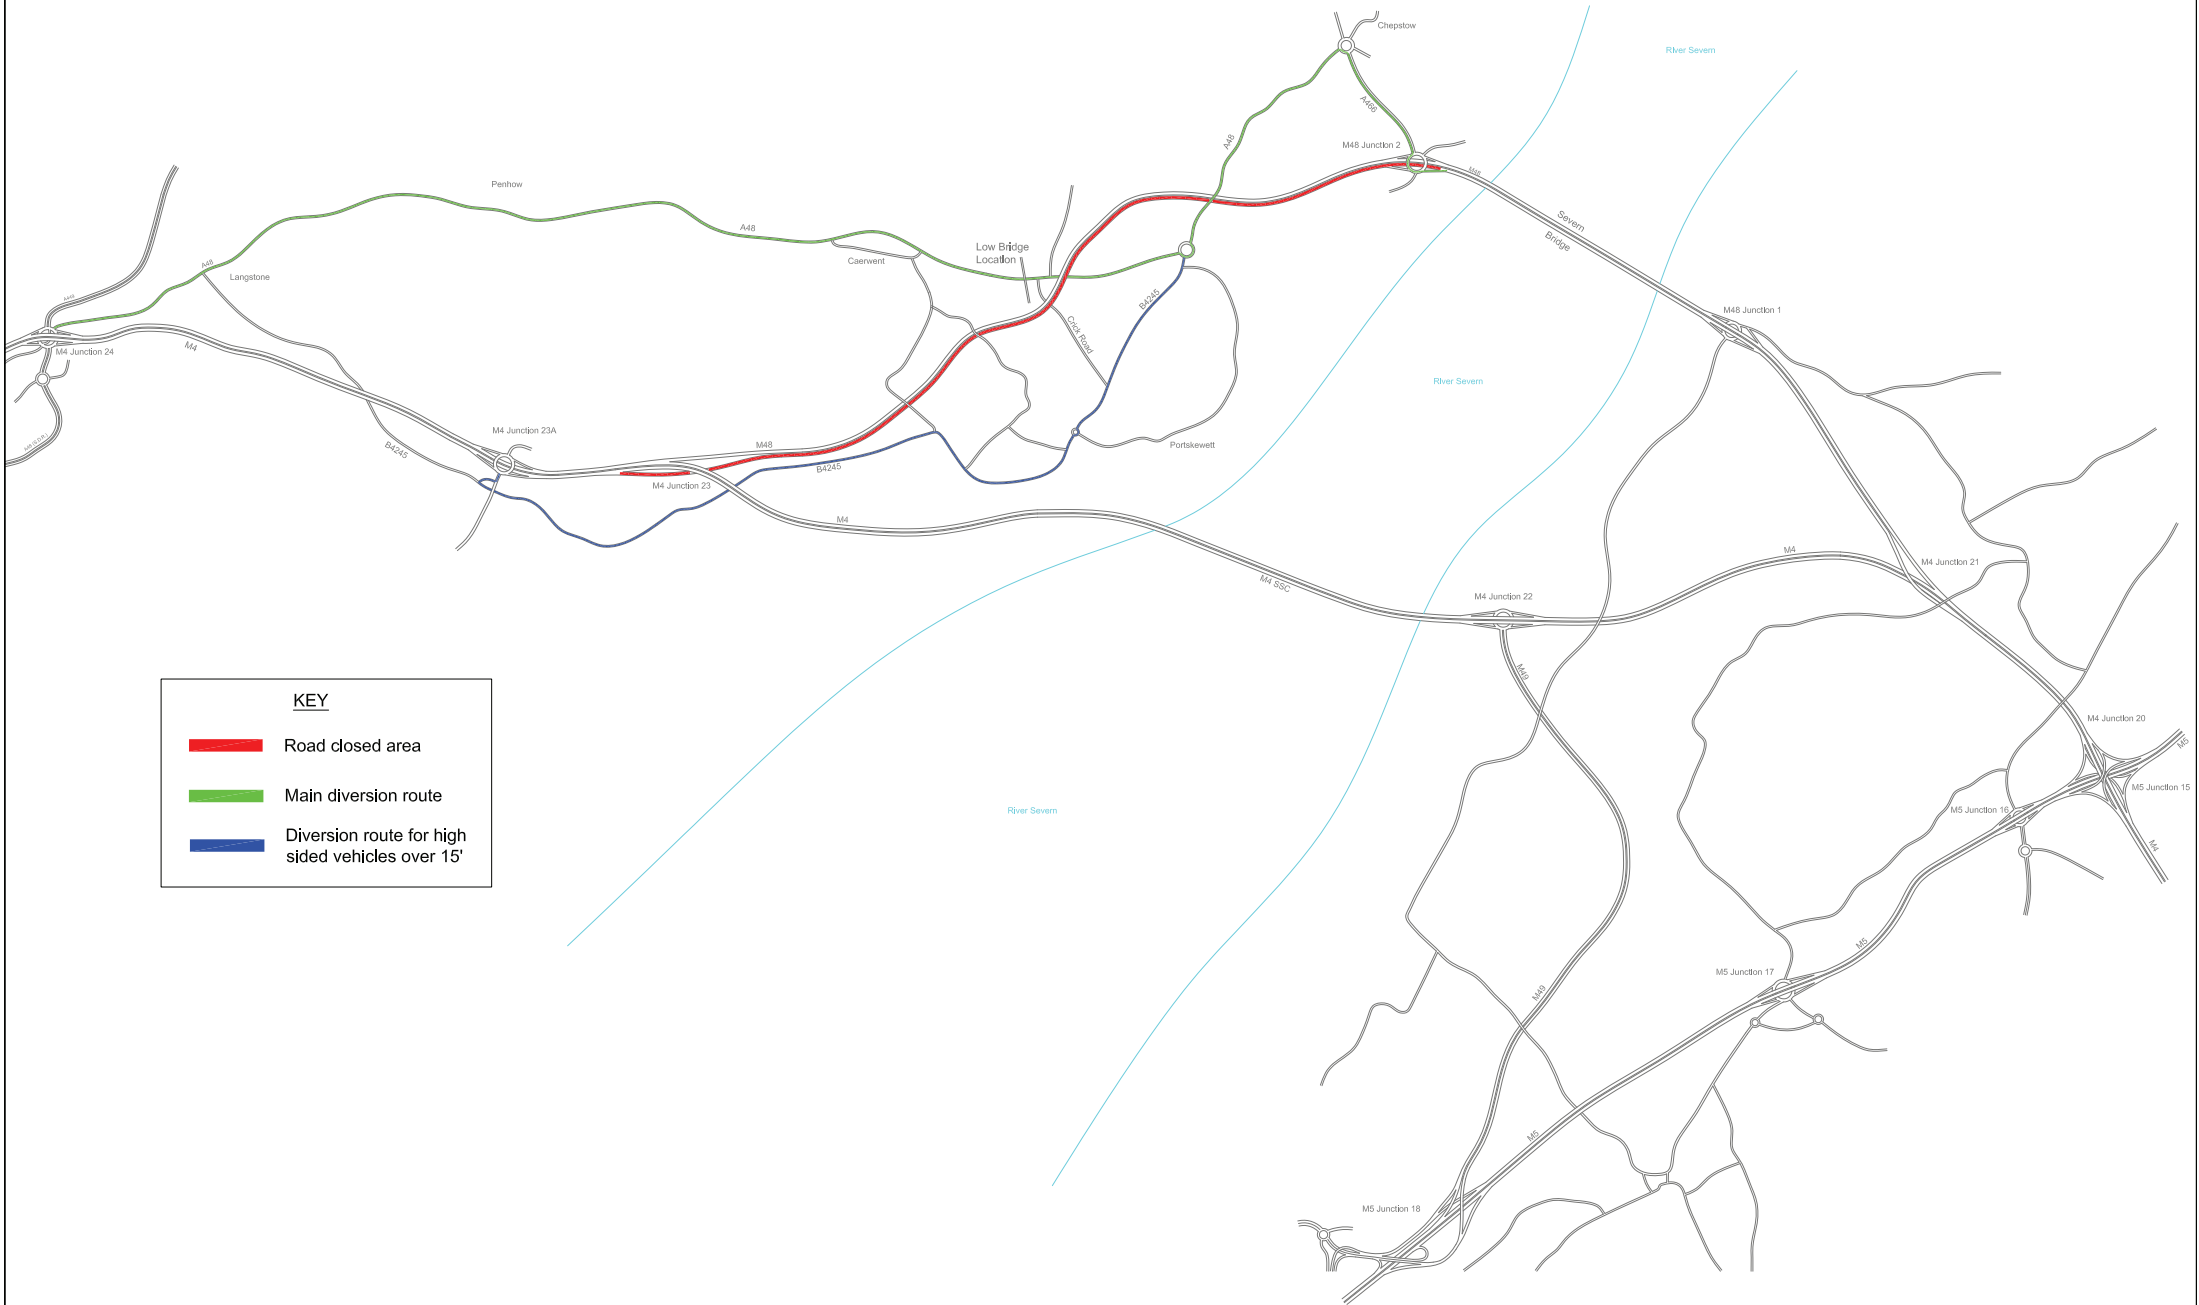 Chepstow
River Severn
A466
A48
M48 Junction 2
M48
Penhow
Severn
Bridge
A48
Low Bridge
Location
Caerwent
A48
Langstone
B4245
M48 Junction 1
Crick Road
M4
M4 Junction 24
River Severn
M4 Junction 23A
M48
B4245
Portskewett
B4245
M4 Junction 23
M4
M4
M4 Junction 21
M4 SSC
M4 Junction 22
M49
KEY
Road closed area
Main diversion route
Diversion route for high
sided vehicles over 15'
M4 Junction 20
M5
M5 Junction 15
River Severn
M5 Junction 16
M4
M5
M5 Junction 17
M49
M5
M5 Junction 18